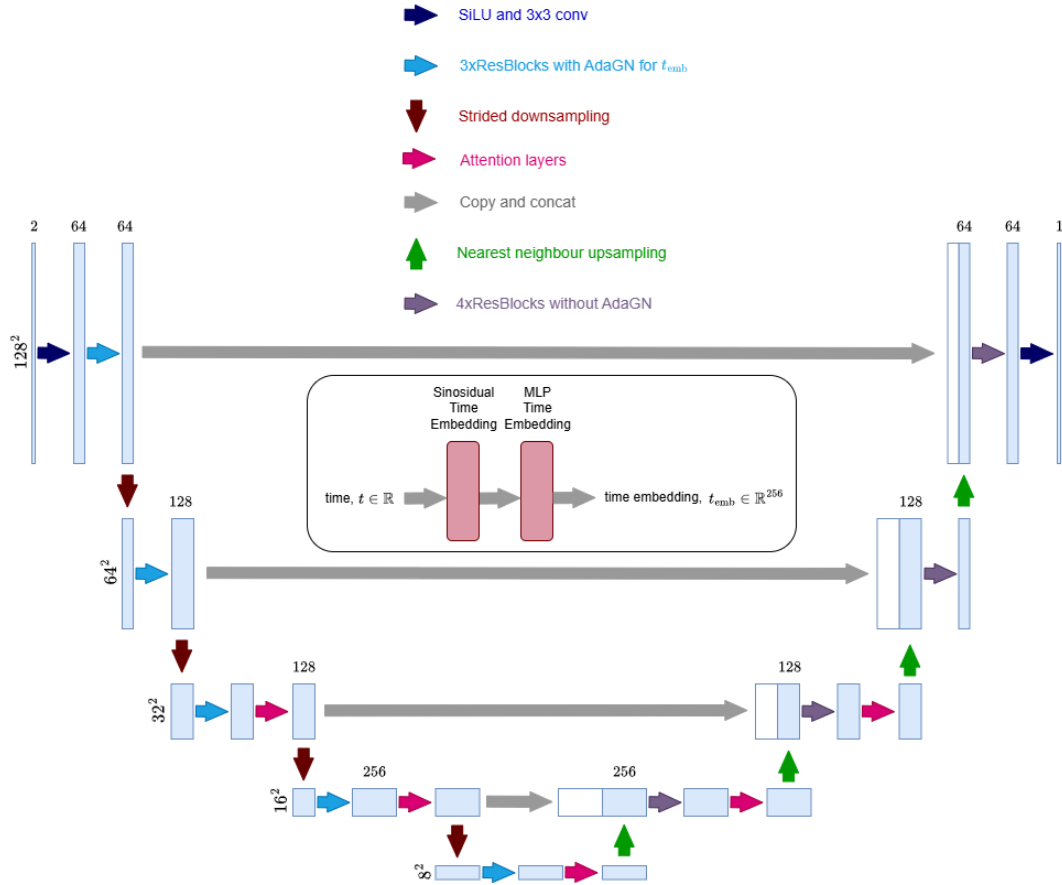 SiLU and 3x3 conv
3xResBlocks with AdaGN for t_emb
Strided downsampling
Attention layers
Copy and concat
Nearest neighbour upsampling
4xResBlocks without AdaGN
2
64
64
64
64
1
128²
Sinosidual
Time
Embedding
MLP
Time
Embedding
time, t ∈ ℝ
time embedding, t_emb ∈ ℝ²⁵⁶
128
128
64²
128
128
32²
256
256
16²
8²